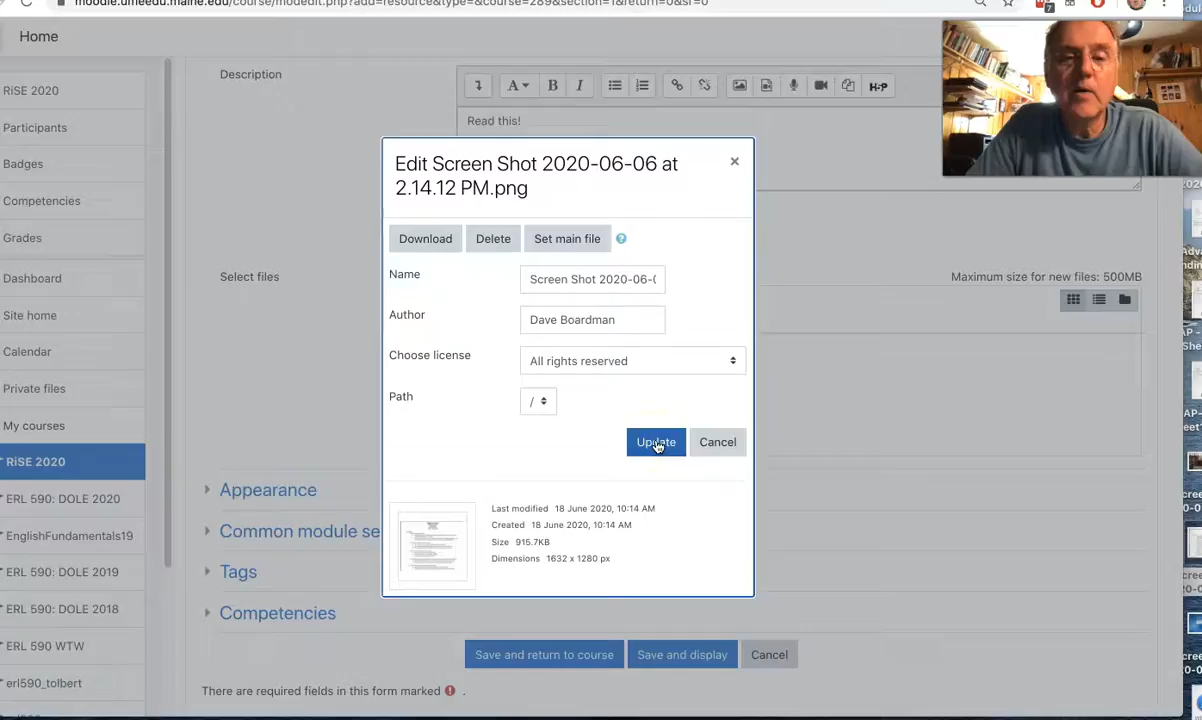 moodle.umeedu.maine.edu/course/modedit.php?add=resource&type=&course=289&section=1&return=0&sr=0
7
Home
RiSE 2020
Participants
Badges
Competencies
Grades
Dashboard
Site home
Calendar
Private files
My courses
RiSE 2020
ERL 590: DOLE 2020
EnglishFundamentals19
ERL 590: DOLE 2019
ERL 590: DOLE 2018
ERL 590 WTW
erl590_tolbert
Description
A B I H-P
Read this!
Select files
Maximum size for new files: 500MB
Edit Screen Shot 2020-06-06 at
2.14.12 PM.png
×
Download Delete Set main file ?
Name
Screen Shot 2020-06-(
Author
Dave Boardman
Choose license
All rights reserved
Path
/
Update Cancel
Last modified 18 June 2020, 10:14 AM
Created 18 June 2020, 10:14 AM
Size 915.7KB
Dimensions 1632 x 1280 px
Appearance
Common module se
Tags
Competencies
Save and return to course Save and display Cancel
There are required fields in this form marked ! .